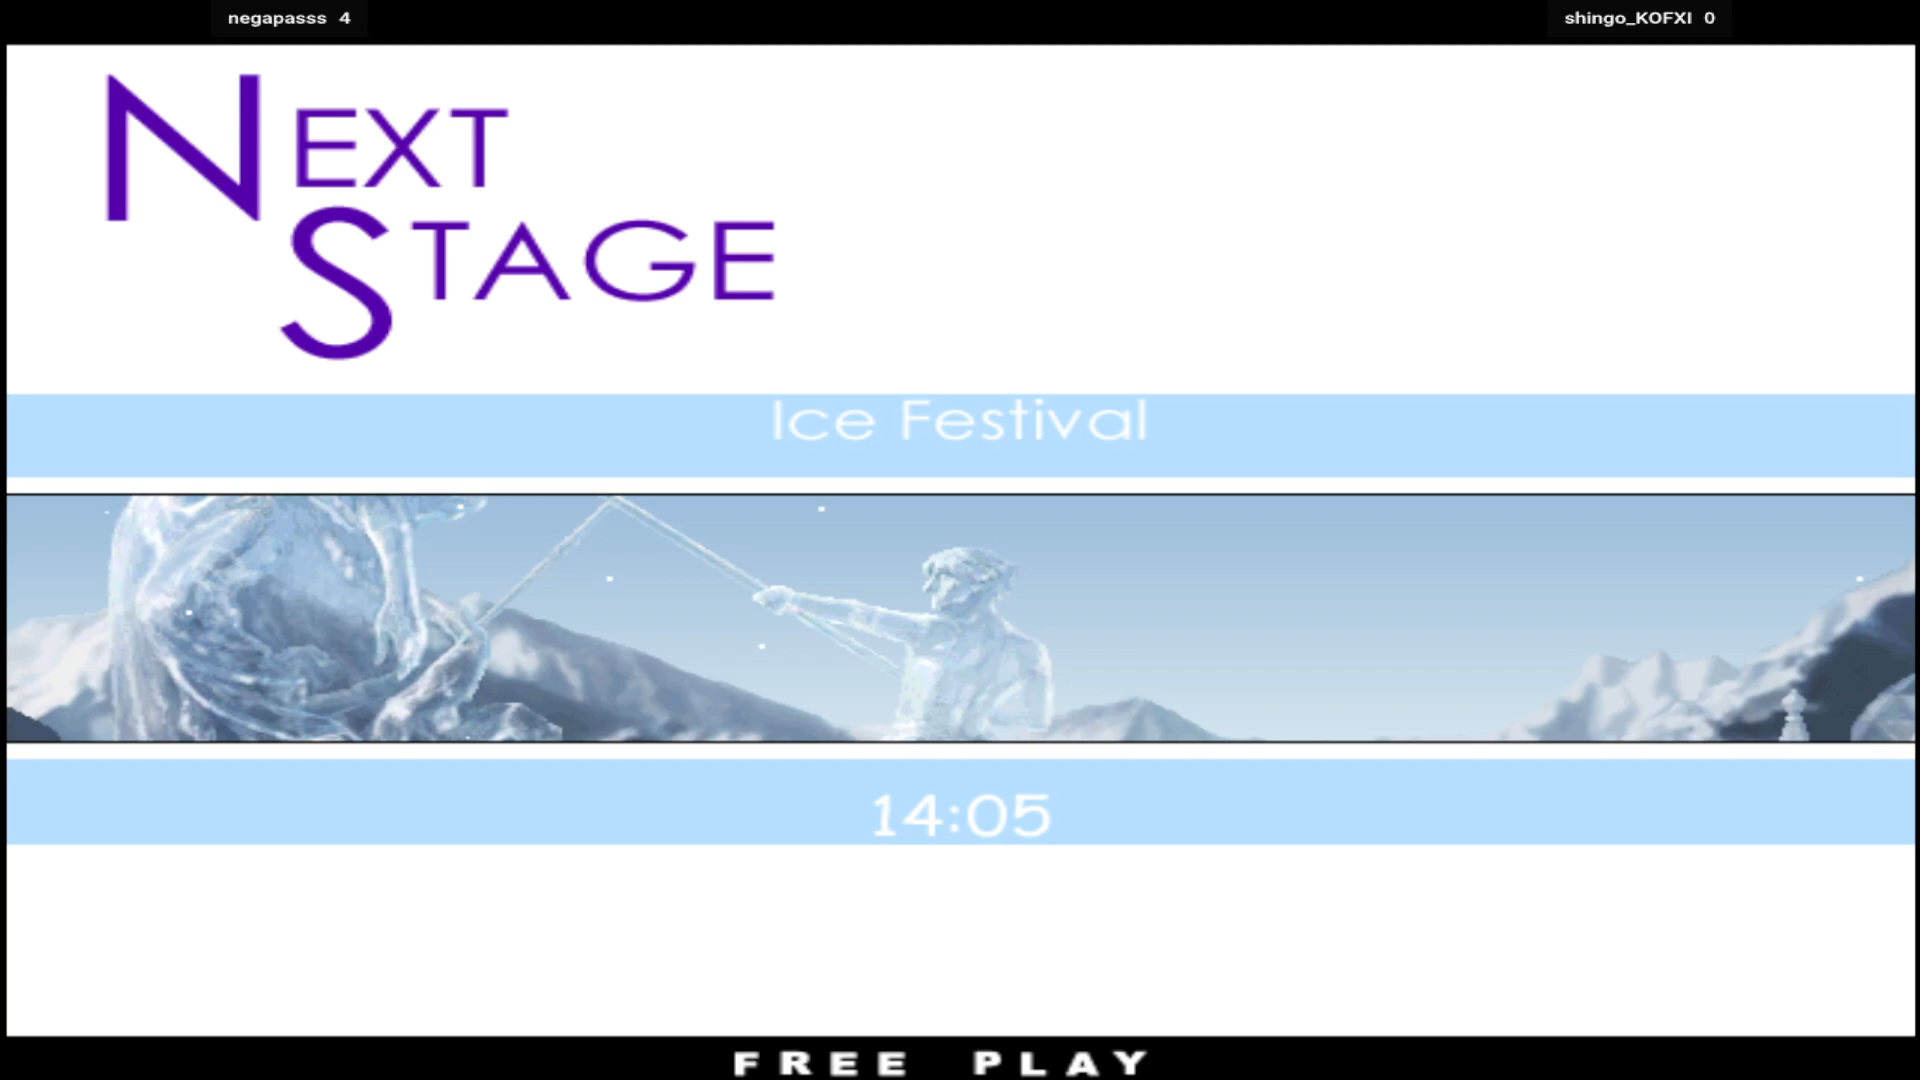 negapasss 4
shingo_KOFXI 0
NEXT
STAGE
Ice Festival
14:05
FREE PLAY